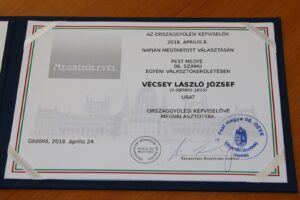 MEGBÍZÓLEVÉL
AZ ORSZÁGGYŰLÉSI KÉPVISELŐK
2018. ÁPRILIS 8.
NAPJÁN MEGTARTOTT VÁLASZTÁSÁN
PEST MEGYE
06. SZÁMÚ
EGYÉNI VÁLASZTÓKERÜLETÉBEN
VÉCSEY LÁSZLÓ JÓZSEF
URAT
ORSZÁGGYŰLÉSI KÉPVISELŐVÉ
MEGVÁLASZTOTTÁK.
Gödöllő, 2018. április 24.